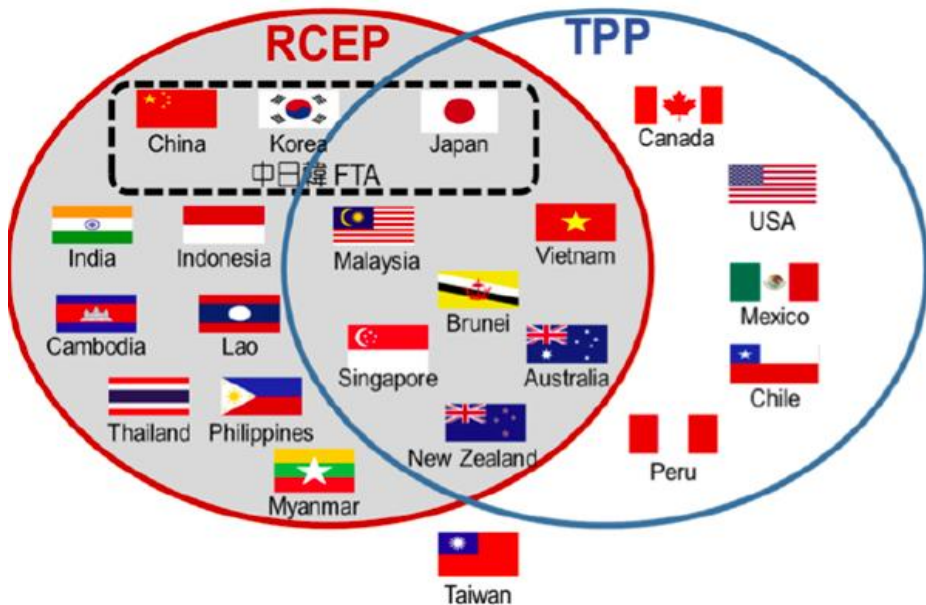 RCEP
TPP
China
Korea
Japan
中日韓 FTA
Canada
USA
India
Indonesia
Malaysia
Vietnam
Brunei
Mexico
Cambodia
Lao
Singapore
Australia
Chile
Thailand
Philippines
New Zealand
Peru
Myanmar
Taiwan